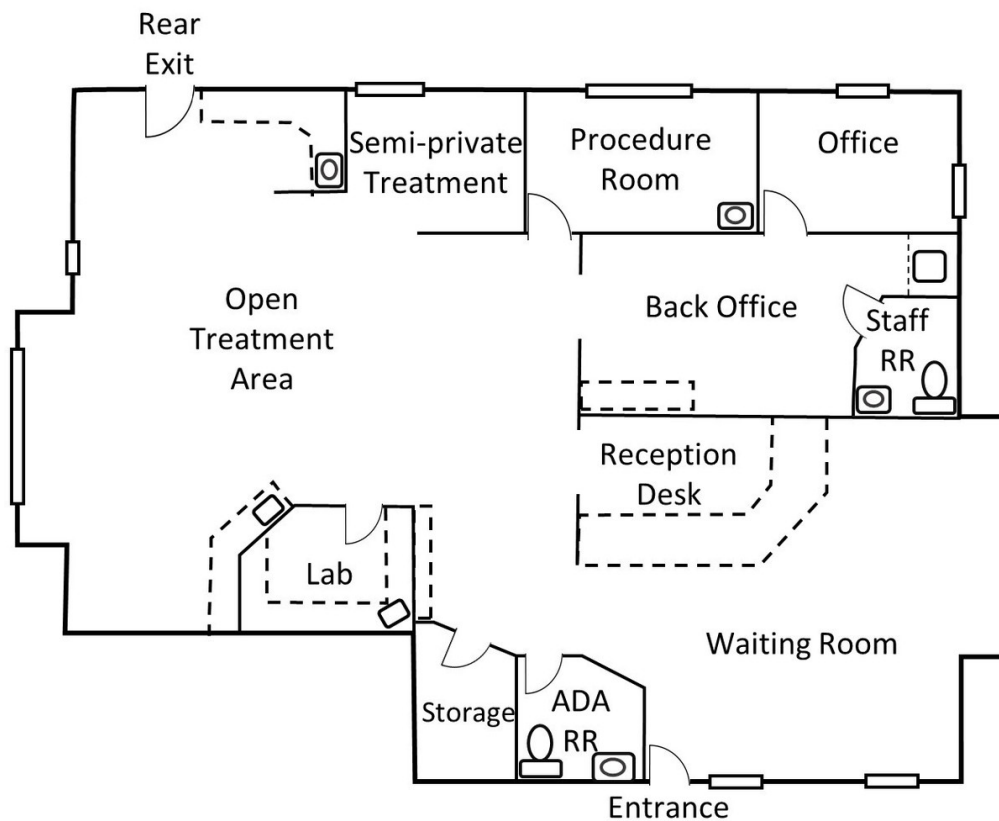 Rear
Exit
Semi-private
Treatment
Procedure
Room
Office
Open
Treatment
Area
Back Office
Staff
RR
Reception
Desk
Lab
Waiting Room
Storage
ADA
RR
Entrance